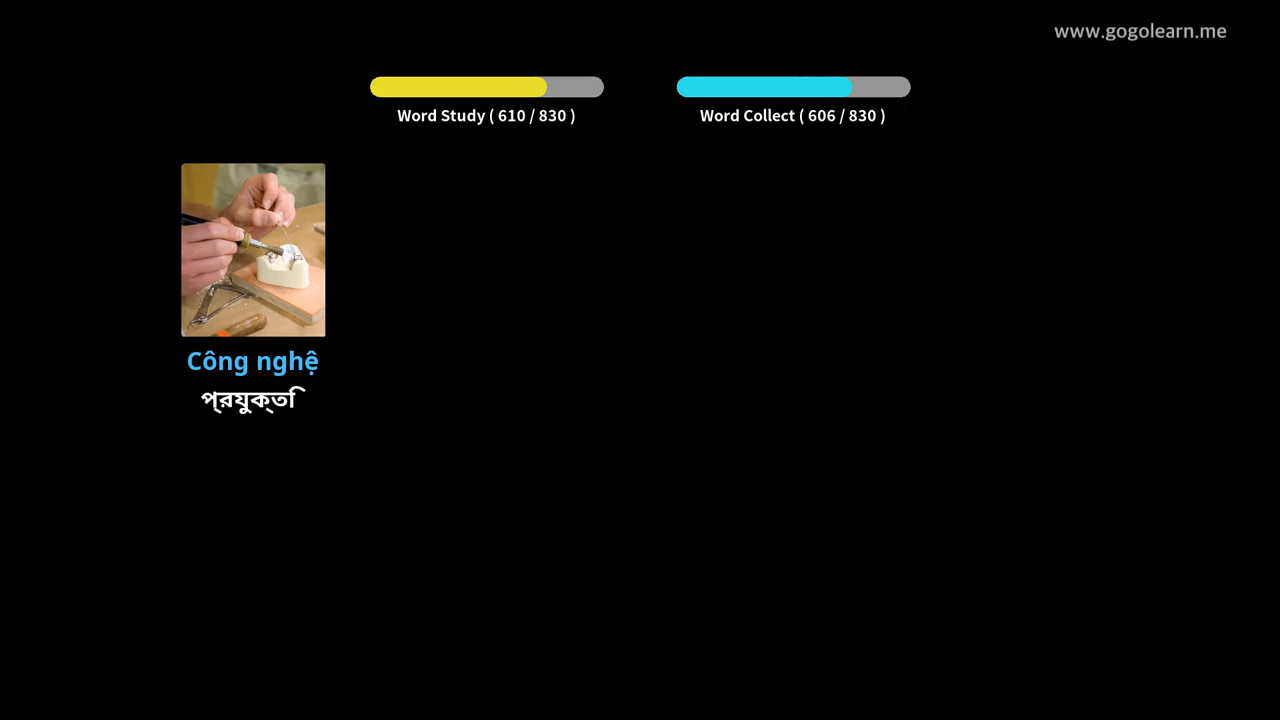 www.gogolearn.me
Word Study ( 610 / 830 )
Word Collect ( 606 / 830 )
Công nghệ
প্রযুক্তি